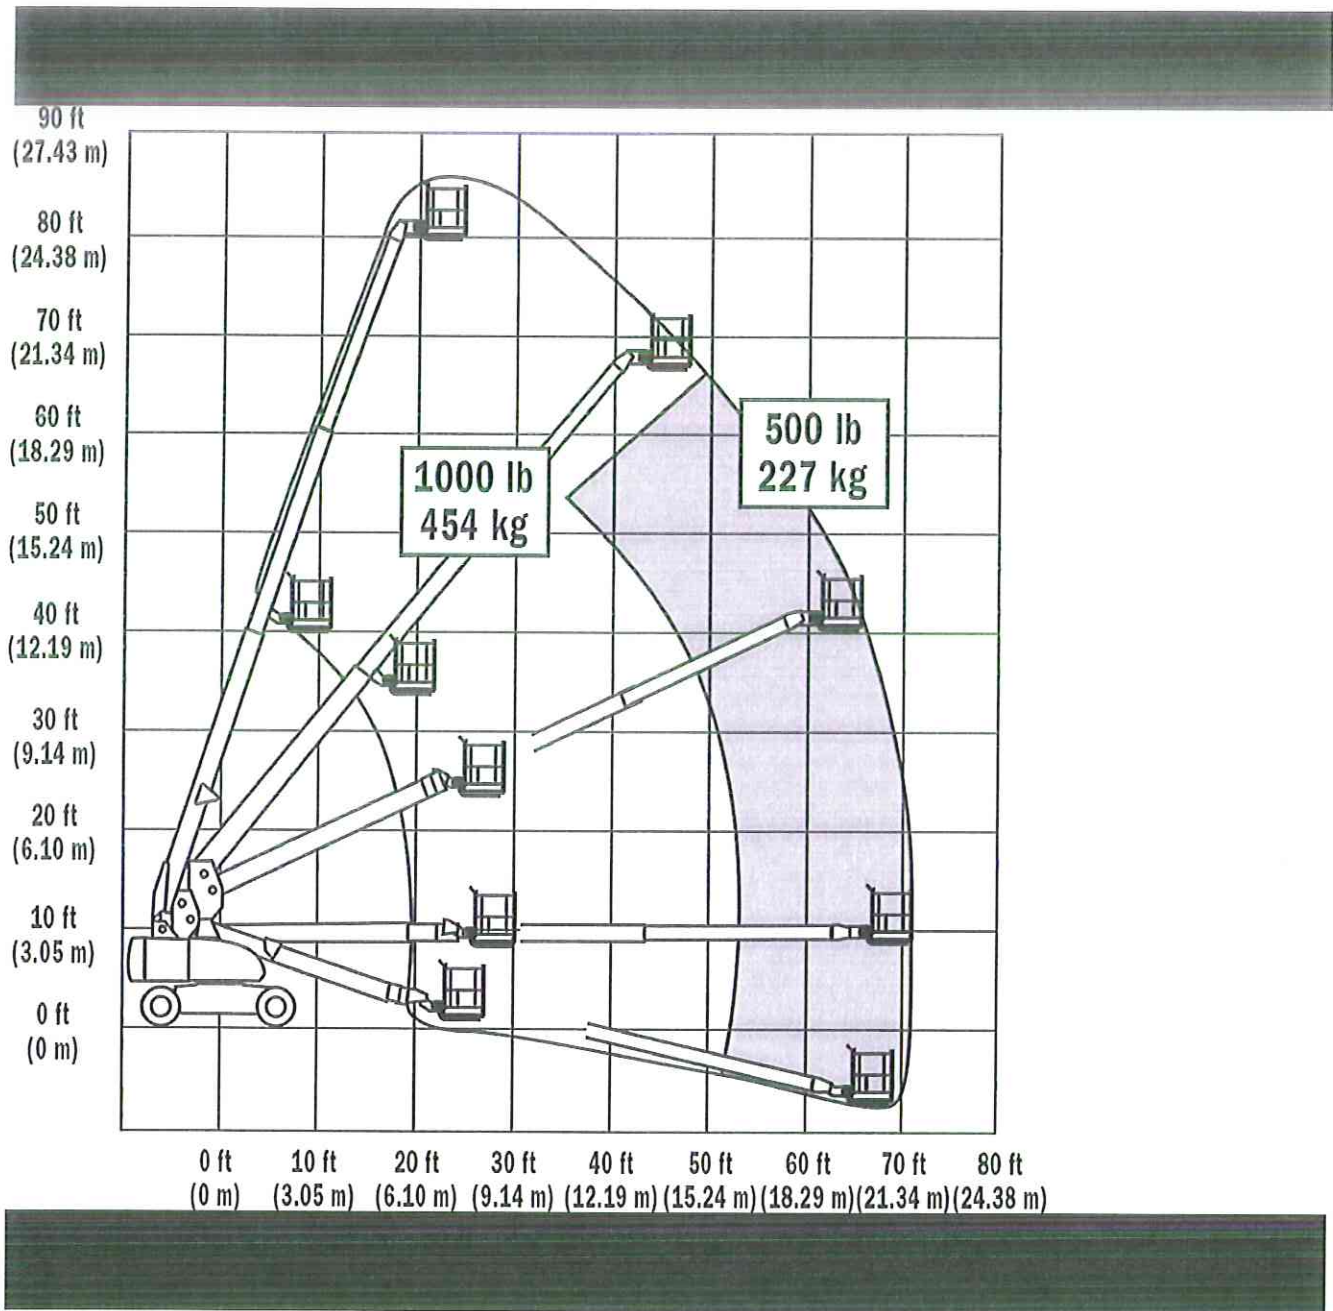 90 ft
(27.43 m)
80 ft
(24.38 m)
70 ft
(21.34 m)
60 ft
(18.29 m)
50 ft
(15.24 m)
40 ft
(12.19 m)
30 ft
(9.14 m)
20 ft
(6.10 m)
10 ft
(3.05 m)
0 ft
(0 m)
1000 lb
454 kg
500 lb
227 kg
0 ft 10 ft 20 ft 30 ft 40 ft 50 ft 60 ft 70 ft 80 ft
(0 m) (3.05 m) (6.10 m) (9.14 m) (12.19 m) (15.24 m) (18.29 m) (21.34 m) (24.38 m)